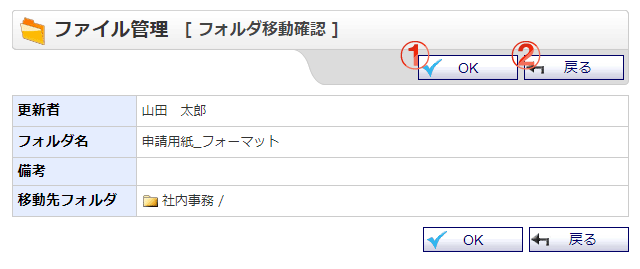 ファイル管理 [ フォルダ移動確認 ]
① OK ② 戻る
更新者 山田　太郎
フォルダ名 申請用紙_フォーマット
備考
移動先フォルダ 社内事務 /
OK 戻る